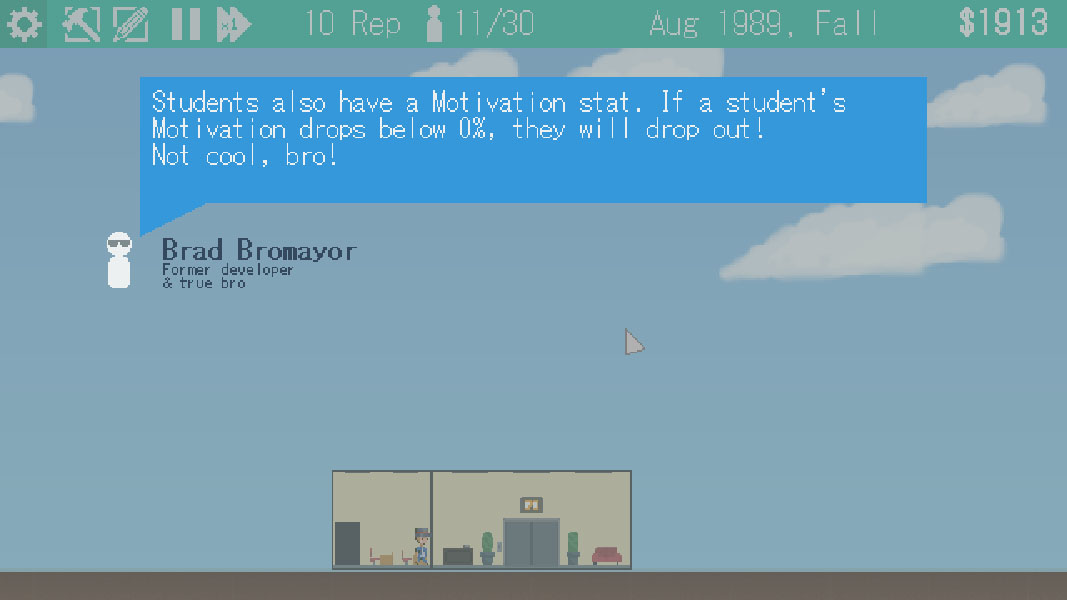 10 Rep 11/30 Aug 1989, Fall $1913
Students also have a Motivation stat. If a student's
Motivation drops below 0%, they will drop out!
Not cool, bro!
Brad Bromayor
Former developer
& true bro